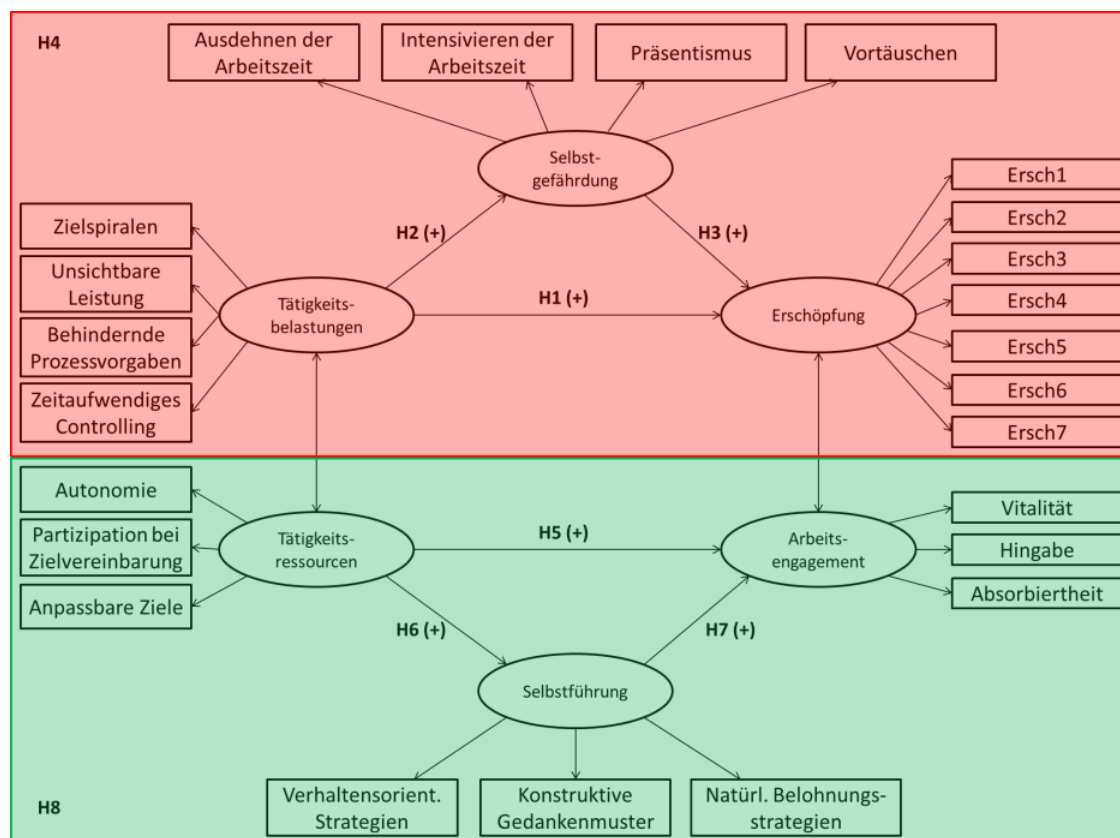 H4
Ausdehnen der
Arbeitszeit
Intensivieren der
Arbeitszeit
Präsentismus
Vortäuschen
Selbst-
gefährdung
Zielspiralen
Unsichtbare
Leistung
Behindernde
Prozessvorgaben
Zeitaufwendiges
Controlling
H2 (+)
H3 (+)
Tätigkeits-
belastungen
H1 (+)
Erschöpfung
Ersch1
Ersch2
Ersch3
Ersch4
Ersch5
Ersch6
Ersch7
Autonomie
Partizipation bei
Zielvereinbarung
Anpassbare Ziele
Tätigkeits-
ressourcen
H5 (+)
Arbeits-
engagement
Vitalität
Hingabe
Absorbiertheit
H6 (+)
H7 (+)
Selbstführung
H8
Verhaltensorient.
Strategien
Konstruktive
Gedankenmuster
Natürl. Belohnungs-
strategien